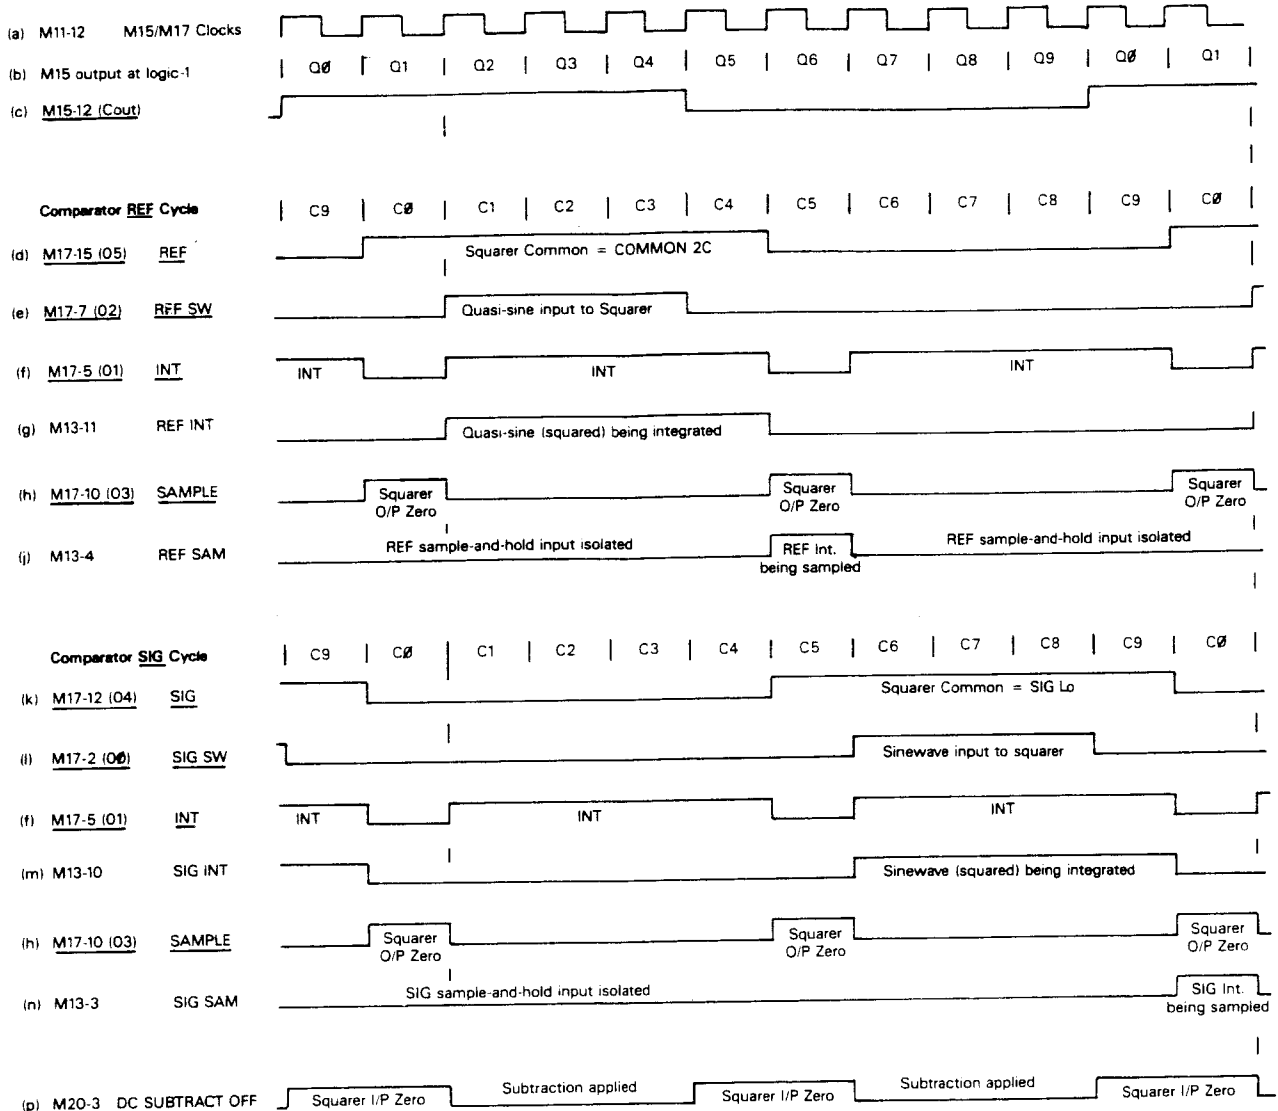 (a) M11-12 M15/M17 Clocks
(b) M15 output at logic-1 | QØ | Q1 | Q2 | Q3 | Q4 | Q5 | Q6 | Q7 | Q8 | Q9 | QØ | Q1 |
(c) M15-12 (Cout)
Comparator REF Cycle | C9 | CØ | C1 | C2 | C3 | C4 | C5 | C6 | C7 | C8 | C9 | CØ |
(d) M17-15 (05) REF Squarer Common = COMMON 2C
(e) M17-7 (02) REF SW Quasi-sine input to Squarer
(f) M17-5 (01) INT INT INT INT
(g) M13-11 REF INT Quasi-sine (squared) being integrated
(h) M17-10 (03) SAMPLE Squarer Squarer Squarer
O/P Zero O/P Zero O/P Zero
(j) M13-4 REF SAM REF sample-and-hold input isolated REF Int. REF sample-and-hold input isolated
being sampled
Comparator SIG Cycle | C9 | CØ | C1 | C2 | C3 | C4 | C5 | C6 | C7 | C8 | C9 | CØ |
(k) M17-12 (04) SIG Squarer Common = SIG Lo
(l) M17-2 (0Ø) SIG SW Sinewave input to squarer
(f) M17-5 (01) INT INT INT INT
(m) M13-10 SIG INT Sinewave (squared) being integrated
(h) M17-10 (03) SAMPLE Squarer Squarer Squarer
O/P Zero O/P Zero O/P Zero
(n) M13-3 SIG SAM SIG sample-and-hold input isolated SIG Int.
being sampled
(p) M20-3 DC SUBTRACT OFF Squarer I/P Zero Subtraction applied Squarer I/P Zero Subtraction applied Squarer I/P Zero